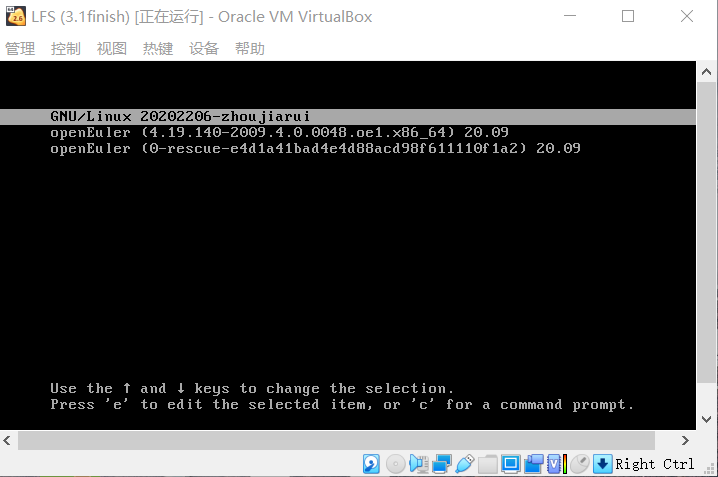 LFS (3.1finish) [正在运行] - Oracle VM VirtualBox
管理 控制 视图 热键 设备 帮助
GNU/Linux 20202206-zhoujiarui
openEuler (4.19.140-2009.4.0.0048.oe1.x86_64) 20.09
openEuler (0-rescue-e4d1a41bad4e4d88acd98f611110f1a2) 20.09
Use the ↑ and ↓ keys to change the selection.
Press 'e' to edit the selected item, or 'c' for a command prompt.
Right Ctrl